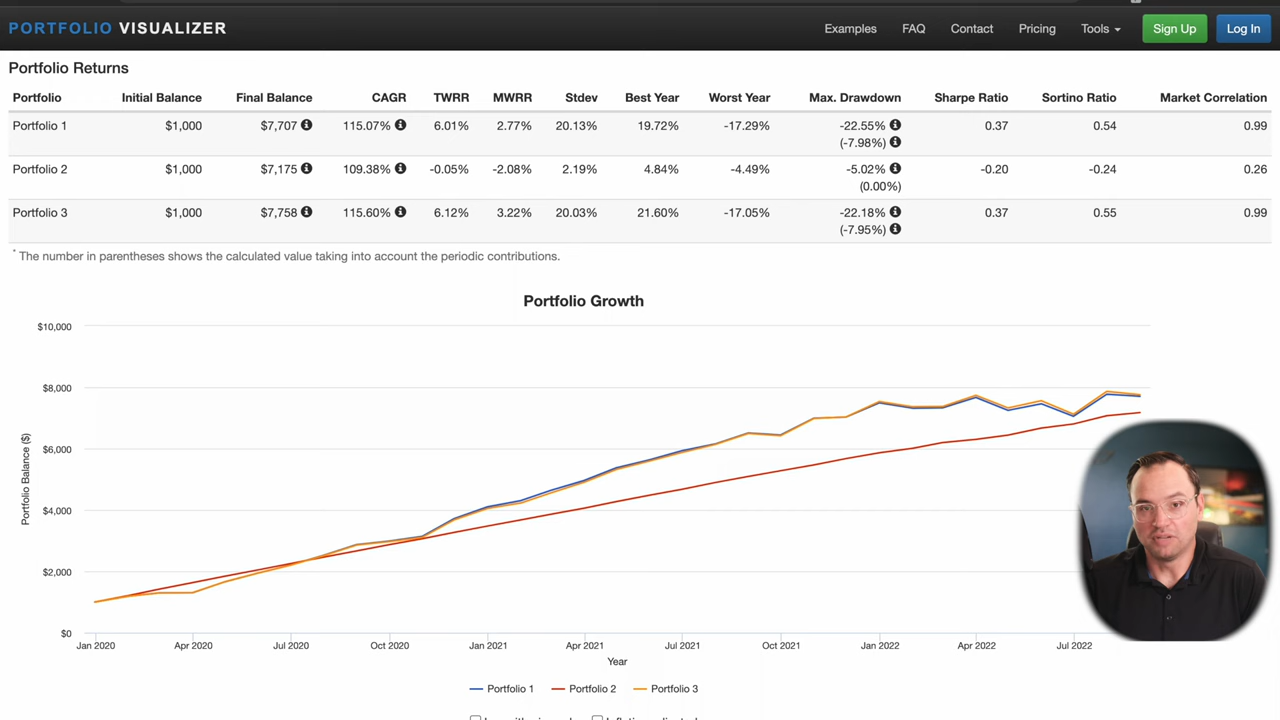 PORTFOLIO VISUALIZER Examples FAQ Contact Pricing Tools Sign Up Log In
Portfolio Returns
Portfolio Initial Balance Final Balance CAGR TWRR MWRR Stdev Best Year Worst Year Max. Drawdown Sharpe Ratio Sortino Ratio Market Correlation
Portfolio 1 $1,000 $7,707 115.07% 6.01% 2.77% 20.13% 19.72% -17.29% -22.55% 0.37 0.54 0.99
(-7.98%)
Portfolio 2 $1,000 $7,175 109.38% -0.05% -2.08% 2.19% 4.84% -4.49% -5.02% -0.20 -0.24 0.26
(0.00%)
Portfolio 3 $1,000 $7,758 115.60% 6.12% 3.22% 20.03% 21.60% -17.05% -22.18% 0.37 0.55 0.99
(-7.95%)
* The number in parentheses shows the calculated value taking into account the periodic contributions.
Portfolio Growth
$10,000
$8,000
$6,000
$4,000
$2,000
$0
Portfolio Balance ($)
Jan 2020 Apr 2020 Jul 2020 Oct 2020 Jan 2021 Apr 2021 Jul 2021 Oct 2021 Jan 2022 Apr 2022 Jul 2022
Year
Portfolio 1 Portfolio 2 Portfolio 3